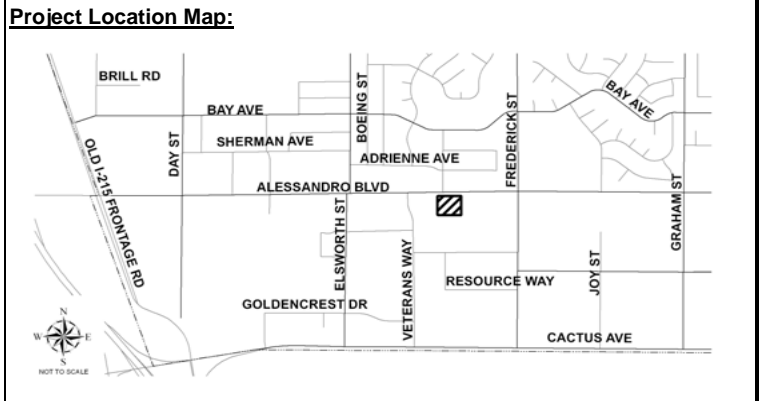 Project Location Map:
BRILL RD
BAY AVE
BAY AVE
BOEING ST
FREDERICK ST
DAY ST
SHERMAN AVE
ADRIENNE AVE
OLD I-215 FRONTAGE RD
ALESSANDRO BLVD
GRAHAM ST
ELSWORTH ST
VETERANS WAY
JOY ST
RESOURCE WAY
GOLDENCREST DR
CACTUS AVE
N
W
E
S
NOT TO SCALE